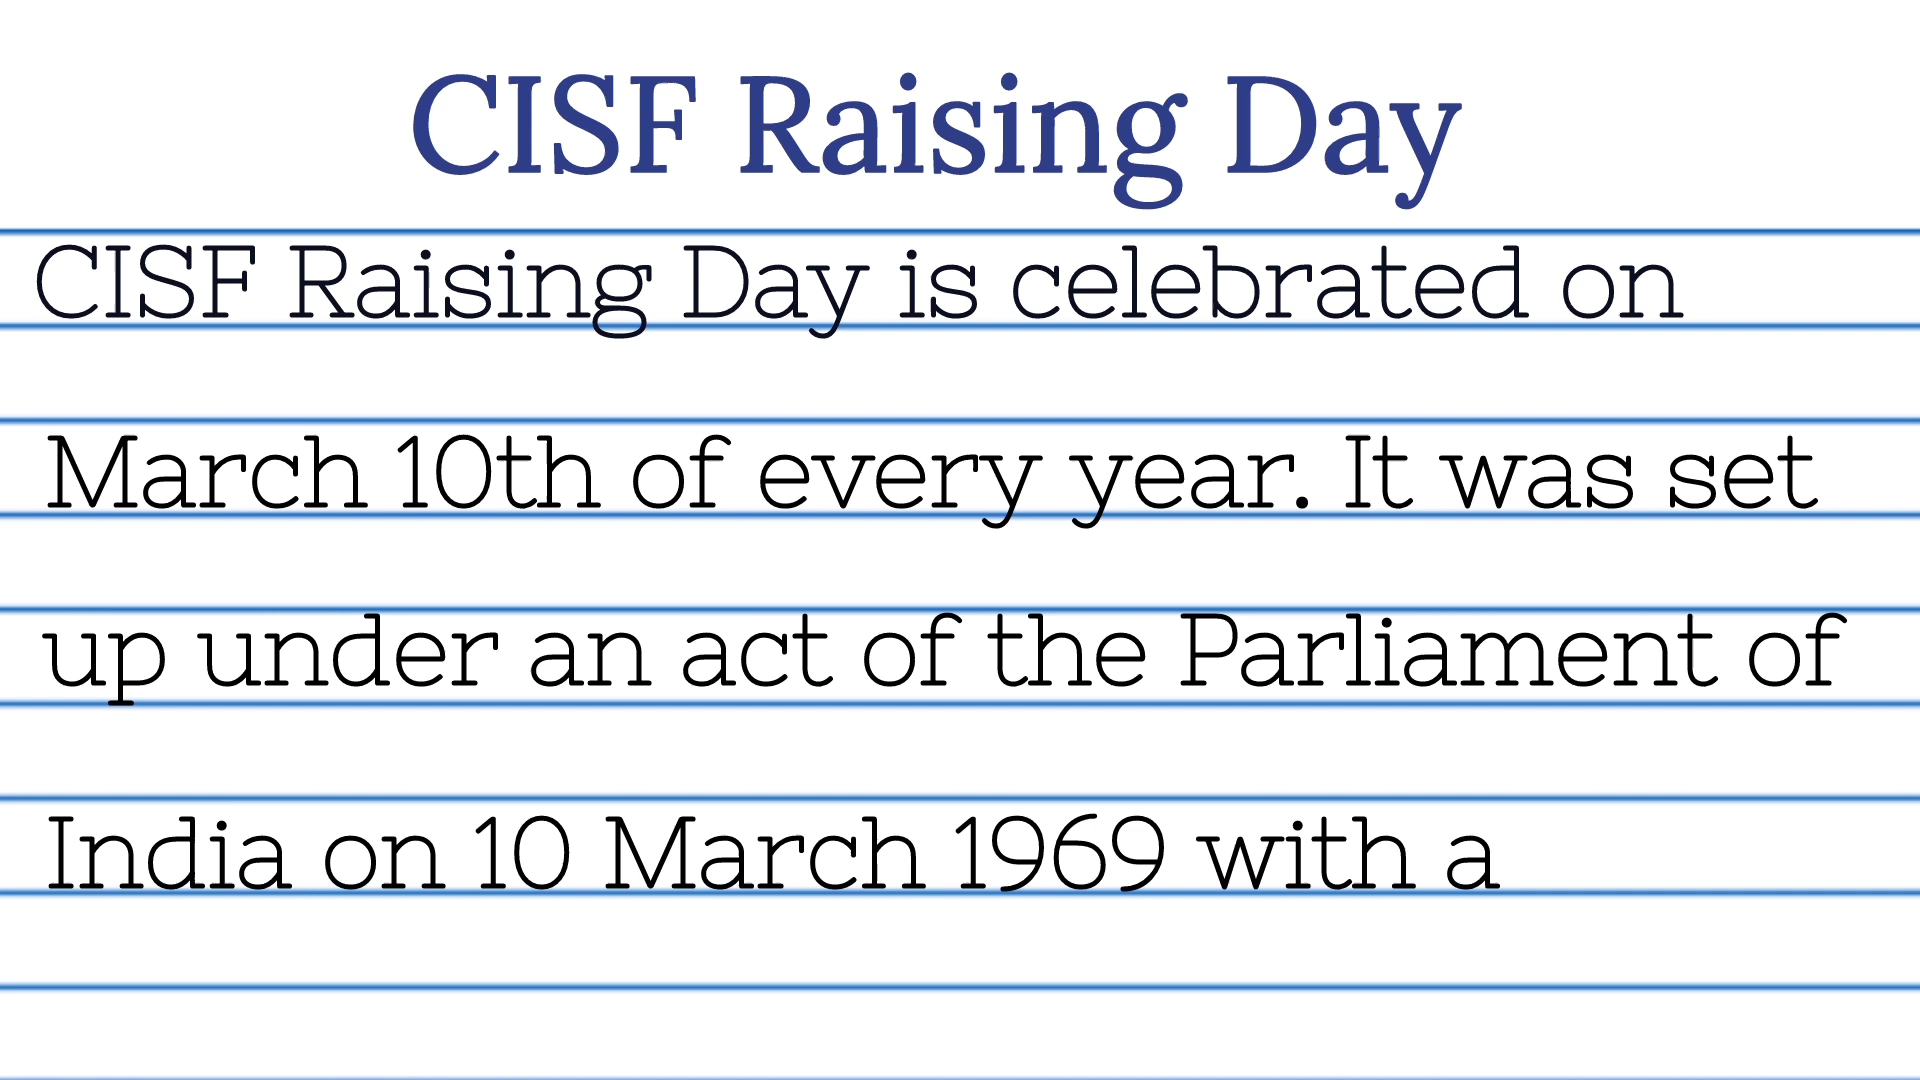 CISF Raising Day
CISF Raising Day is celebrated on
March 10th of every year. It was set
up under an act of the Parliament of
India on 10 March 1969 with a